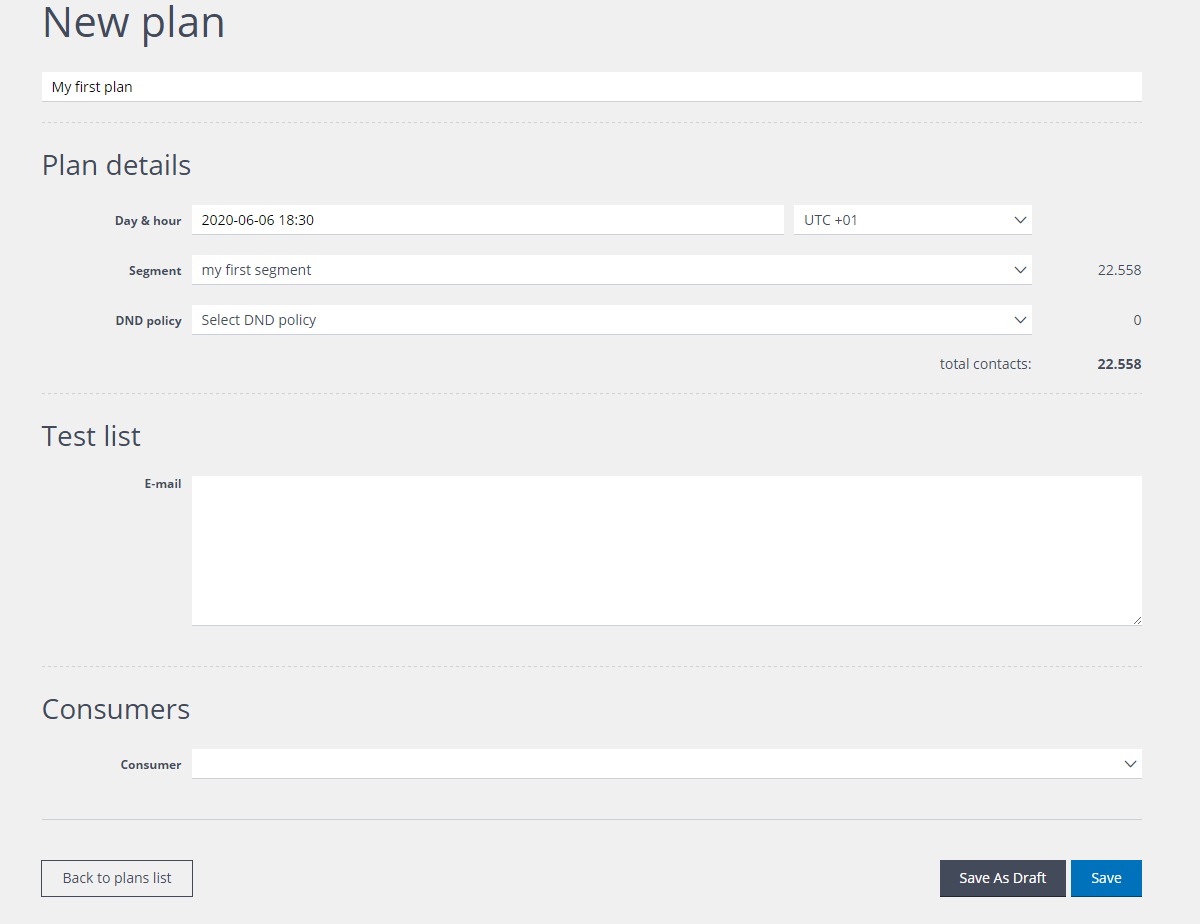 New plan
My first plan
Plan details
Day & hour 2020-06-06 18:30 UTC +01
Segment my first segment 22.558
DND policy Select DND policy 0
total contacts: 22.558
Test list
E-mail
Consumers
Consumer
Back to plans list Save As Draft Save